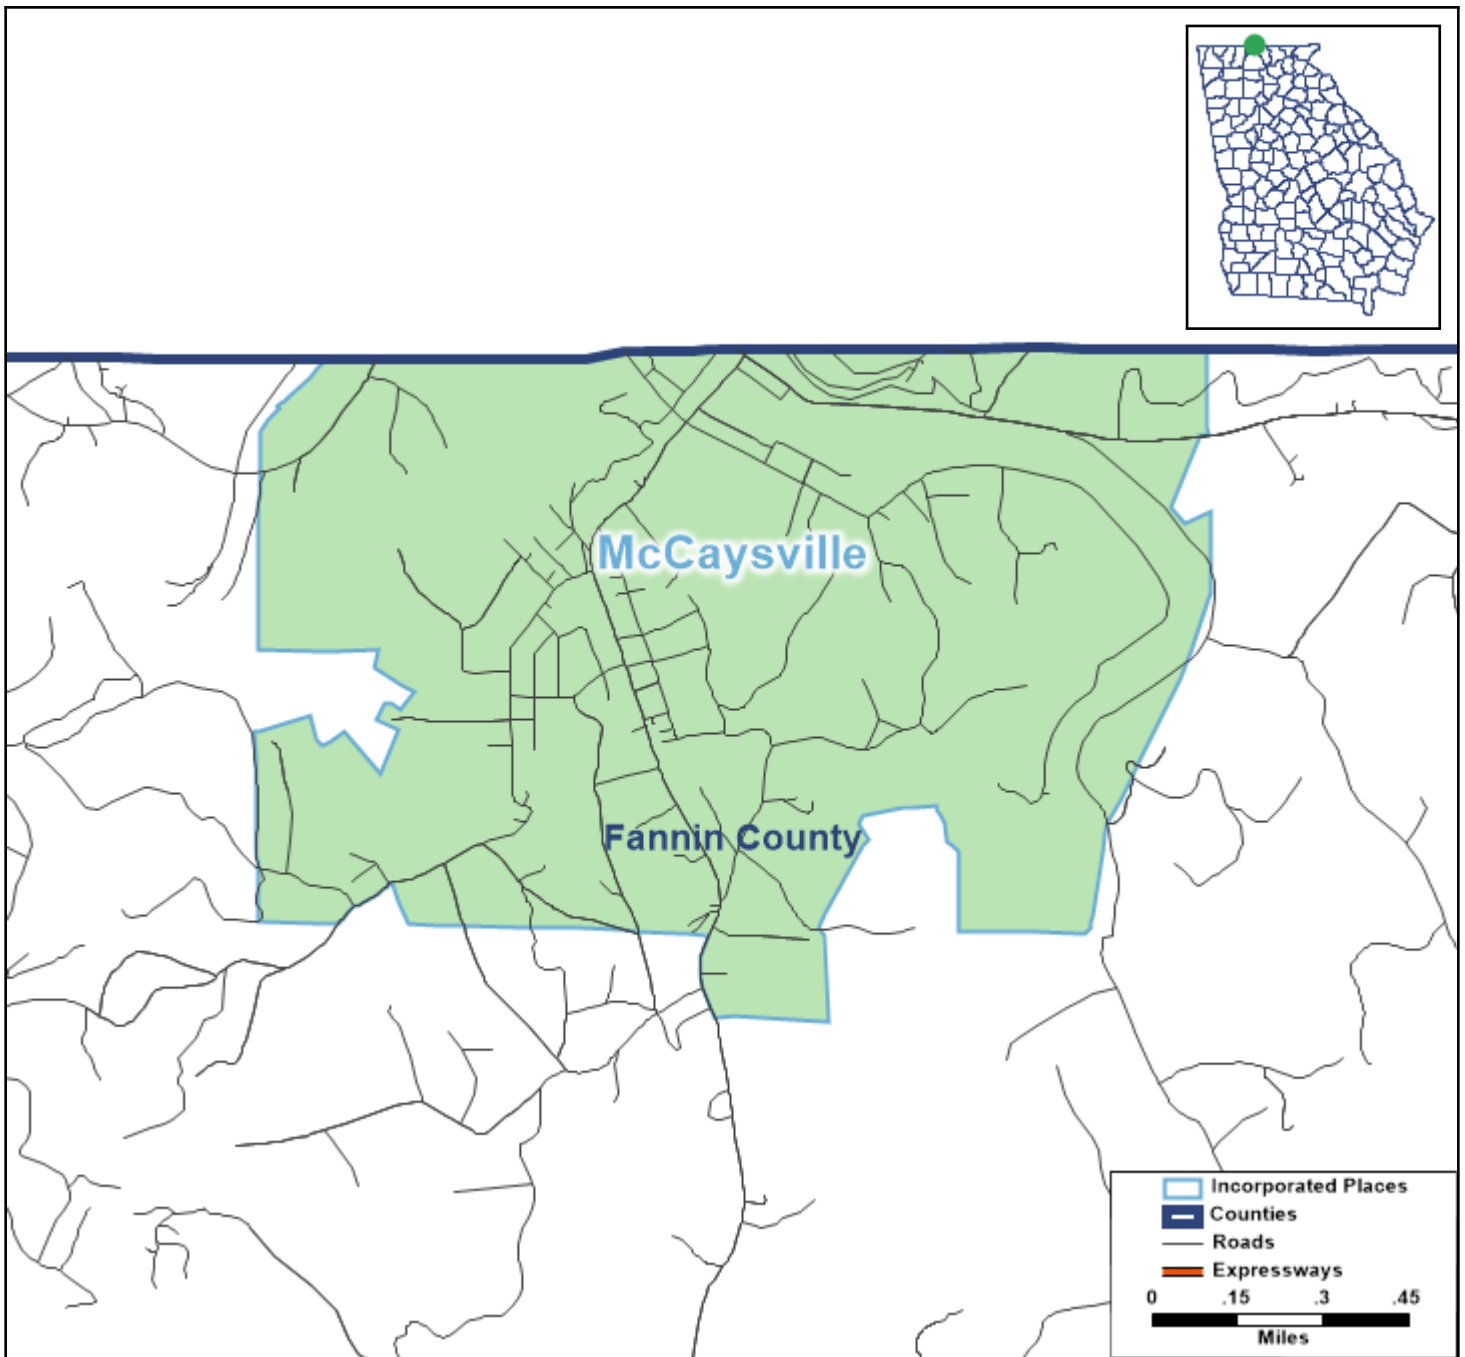 McCaysville
Fannin County
Incorporated Places
Counties
Roads
Expressways
0 .15 .3 .45
Miles